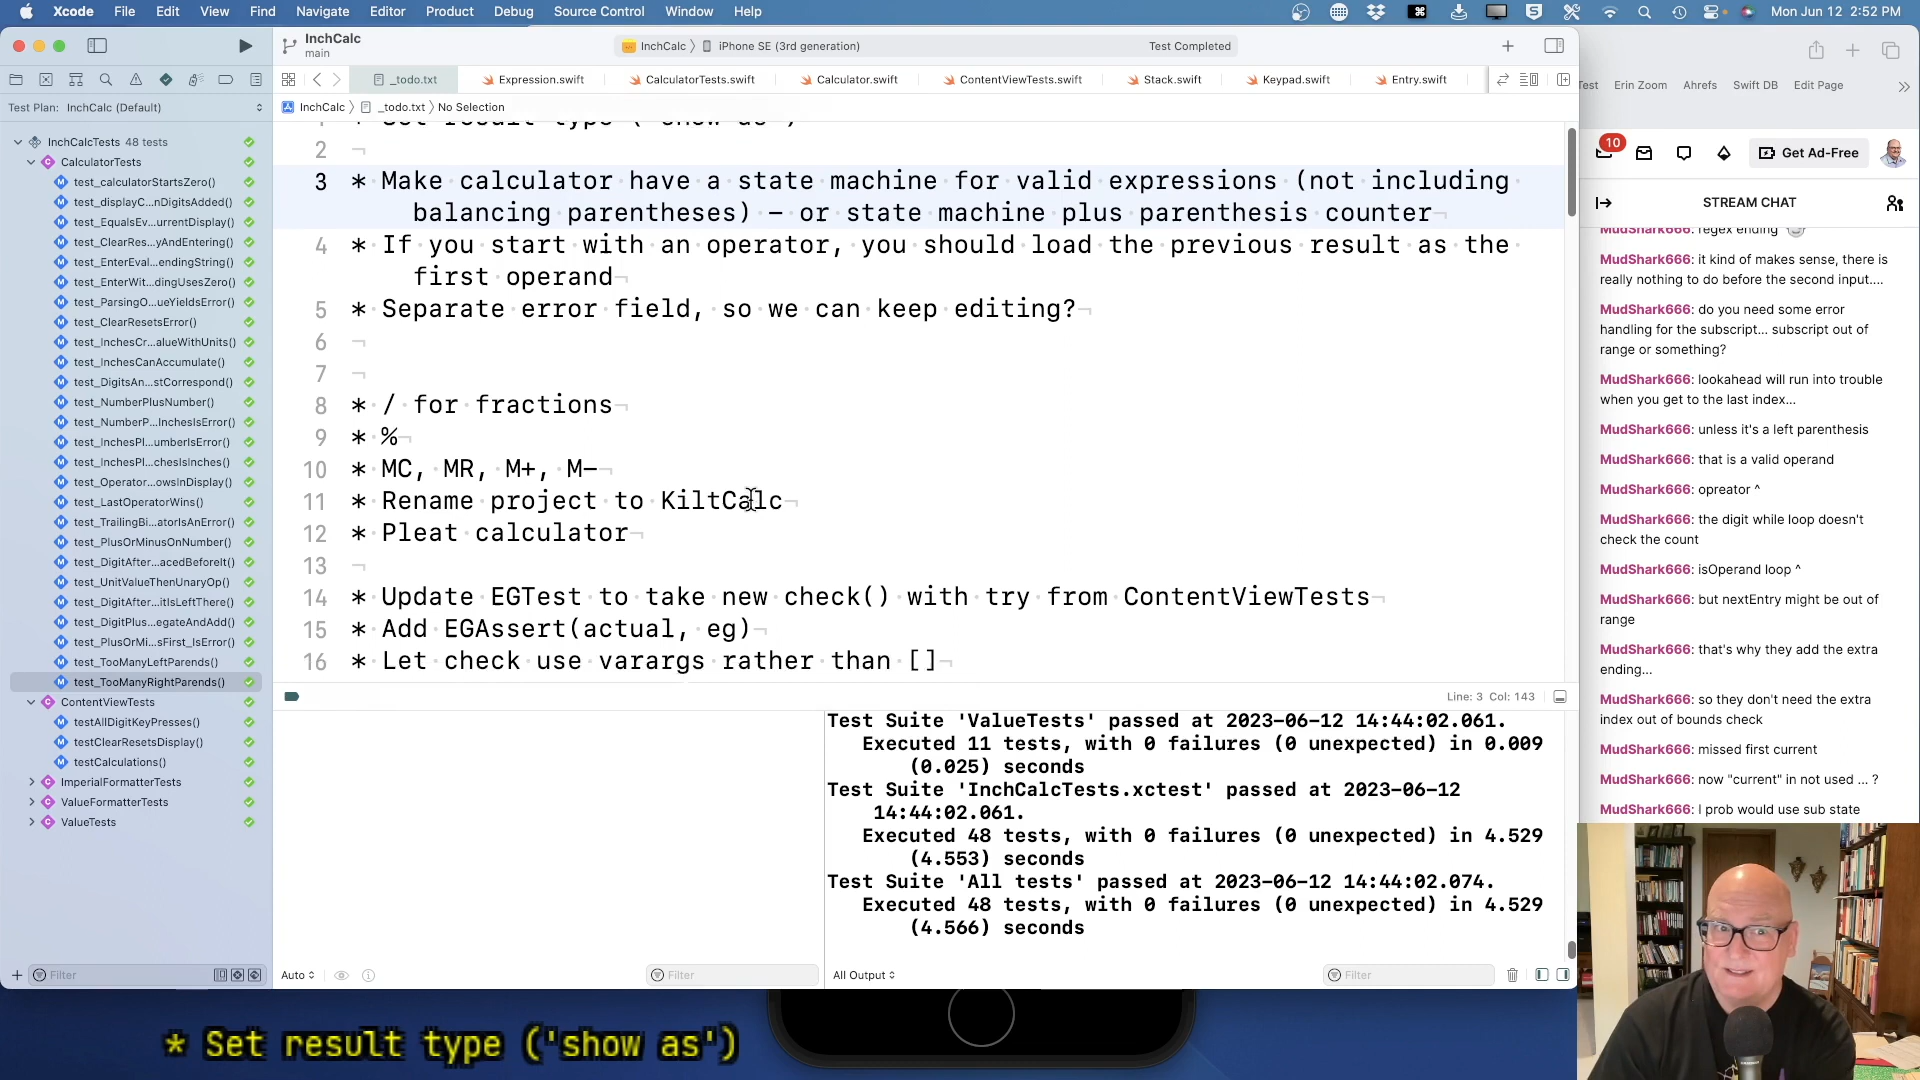 Xcode File Edit View Find Navigate Editor Product Debug Source Control Window Help
Mon Jun 12 2:52 PM
InchCalc
main
InchCalc iPhone SE (3rd generation) Test Completed
_todo.txt Expression.swift CalculatorTests.swift Calculator.swift ContentViewTests.swift Stack.swift Keypad.swift Entry.swift
Test Plan: InchCalc (Default)
InchCalc _todo.txt No Selection
InchCalcTests 48 tests
CalculatorTests
test_calculatorStartsZero()
test_displayC...nDigitsAdded()
test_EqualsEv...urrentDisplay()
test_ClearRes...yAndEntering()
test_EnterEval...endingString()
test_EnterWit...dingUsesZero()
test_ParsingO...ueYieldsError()
test_ClearResetsError()
test_InchesCr...alueWithUnits()
test_InchesCanAccumulate()
test_DigitsAn...stCorrespond()
test_NumberPlusNumber()
test_NumberP...InchesIsError()
test_InchesPl...umberIsError()
test_InchesPl...chesIsInches()
test_Operator...owsInDisplay()
test_LastOperatorWins()
test_TrailingBi...atorIsAnError()
test_PlusOrMinusOnNumber()
test_DigitAfter...acedBeforeIt()
test_UnitValueThenUnaryOp()
test_DigitAfter...itIsLeftThere()
test_DigitPlus...egateAndAdd()
test_PlusOrMi...sFirst_IsError()
test_TooManyLeftParends()
test_TooManyRightParends()
ContentViewTests
testAllDigitKeyPresses()
testClearResetsDisplay()
testCalculations()
ImperialFormatterTests
ValueFormatterTests
ValueTests
Filter
1 * Set result type ('show as')
2
3 * Make calculator have a state machine for valid expressions (not including
balancing parentheses) – or state machine plus parenthesis counter
4 * If you start with an operator, you should load the previous result as the
first operand
5 * Separate error field, so we can keep editing?
6
7
8 * / for fractions
9 * %
10 * MC, MR, M+, M-
11 * Rename project to KiltCalc
12 * Pleat calculator
13
14 * Update EGTest to take new check() with try from ContentViewTests
15 * Add EGAssert(actual, eg)
16 * Let check use varargs rather than []
Line: 3 Col: 143
Test Suite 'ValueTests' passed at 2023-06-12 14:44:02.061.
Executed 11 tests, with 0 failures (0 unexpected) in 0.009
(0.025) seconds
Test Suite 'InchCalcTests.xctest' passed at 2023-06-12
14:44:02.061.
Executed 48 tests, with 0 failures (0 unexpected) in 4.529
(4.553) seconds
Test Suite 'All tests' passed at 2023-06-12 14:44:02.074.
Executed 48 tests, with 0 failures (0 unexpected) in 4.529
(4.566) seconds
Auto Filter All Output Filter
Erin Zoom Ahrefs Swift DB Edit Page
10 Get Ad-Free
STREAM CHAT
regex ending
MudShark666: it kind of makes sense, there is
really nothing to do before the second input....
MudShark666: do you need some error
handling for the subscript... subscript out of
range or something?
MudShark666: lookahead will run into trouble
when you get to the last index...
MudShark666: unless it's a left parenthesis
MudShark666: that is a valid operand
MudShark666: opreator ^
MudShark666: the digit while loop doesn't
check the count
MudShark666: isOperand loop ^
MudShark666: but nextEntry might be out of
range
MudShark666: that's why they add the extra
ending...
MudShark666: so they don't need the extra
index out of bounds check
MudShark666: missed first current
MudShark666: now "current" in not used ... ?
MudShark666: I prob would use sub state
* Set result type ('show as')